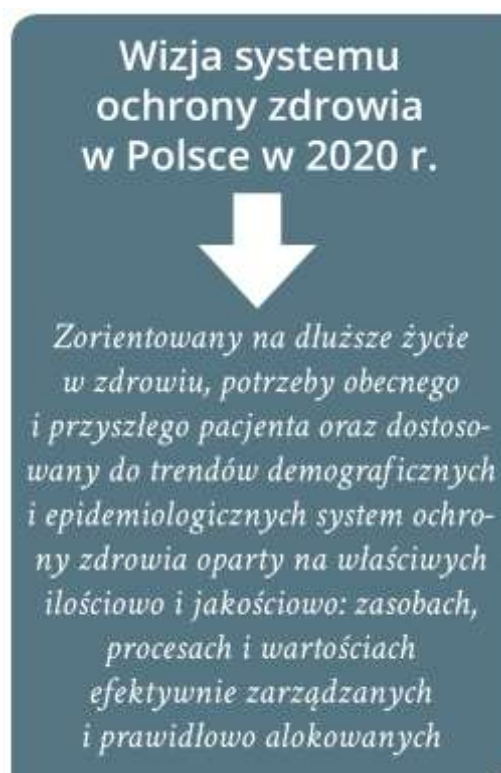 Wizja systemu
ochrony zdrowia
w Polsce w 2020 r.
Zorientowany na dłuższe życie
w zdrowiu, potrzeby obecnego
i przyszłego pacjenta oraz dostoso-
wany do trendów demograficznych
i epidemiologicznych system ochro-
ny zdrowia oparty na właściwych
ilościowo i jakościowo: zasobach,
procesach i wartościach
efektywnie zarządzanych
i prawidłowo alokowanych